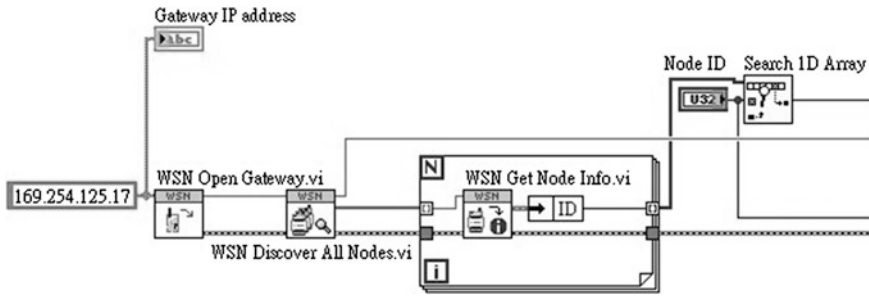 Gateway IP address
abc
Node ID
Search 1D Array
U32
N
WSN Open Gateway.vi
WSN Get Node Info.vi
169.254.125.17
WSN
WSN
WSN
ID
WSN Discover All Nodes.vi
i